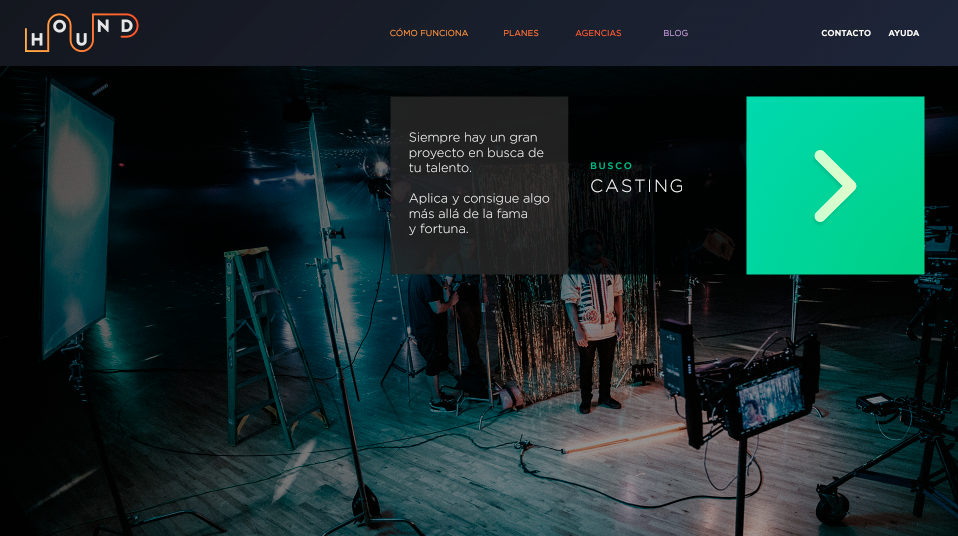 HOUND
CÓMO FUNCIONA
PLANES
AGENCIAS
BLOG
CONTACTO
AYUDA
Siempre hay un gran
proyecto en busca de
tu talento.
Aplica y consigue algo
más allá de la fama
y fortuna.
BUSCO
CASTING